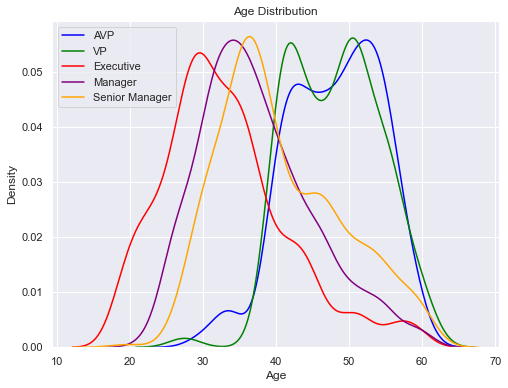 Age Distribution
AVP
VP
Executive
Manager
Senior Manager
0.05
0.04
0.03
0.02
0.01
0.00
Density
10 20 30 40 50 60 70
Age